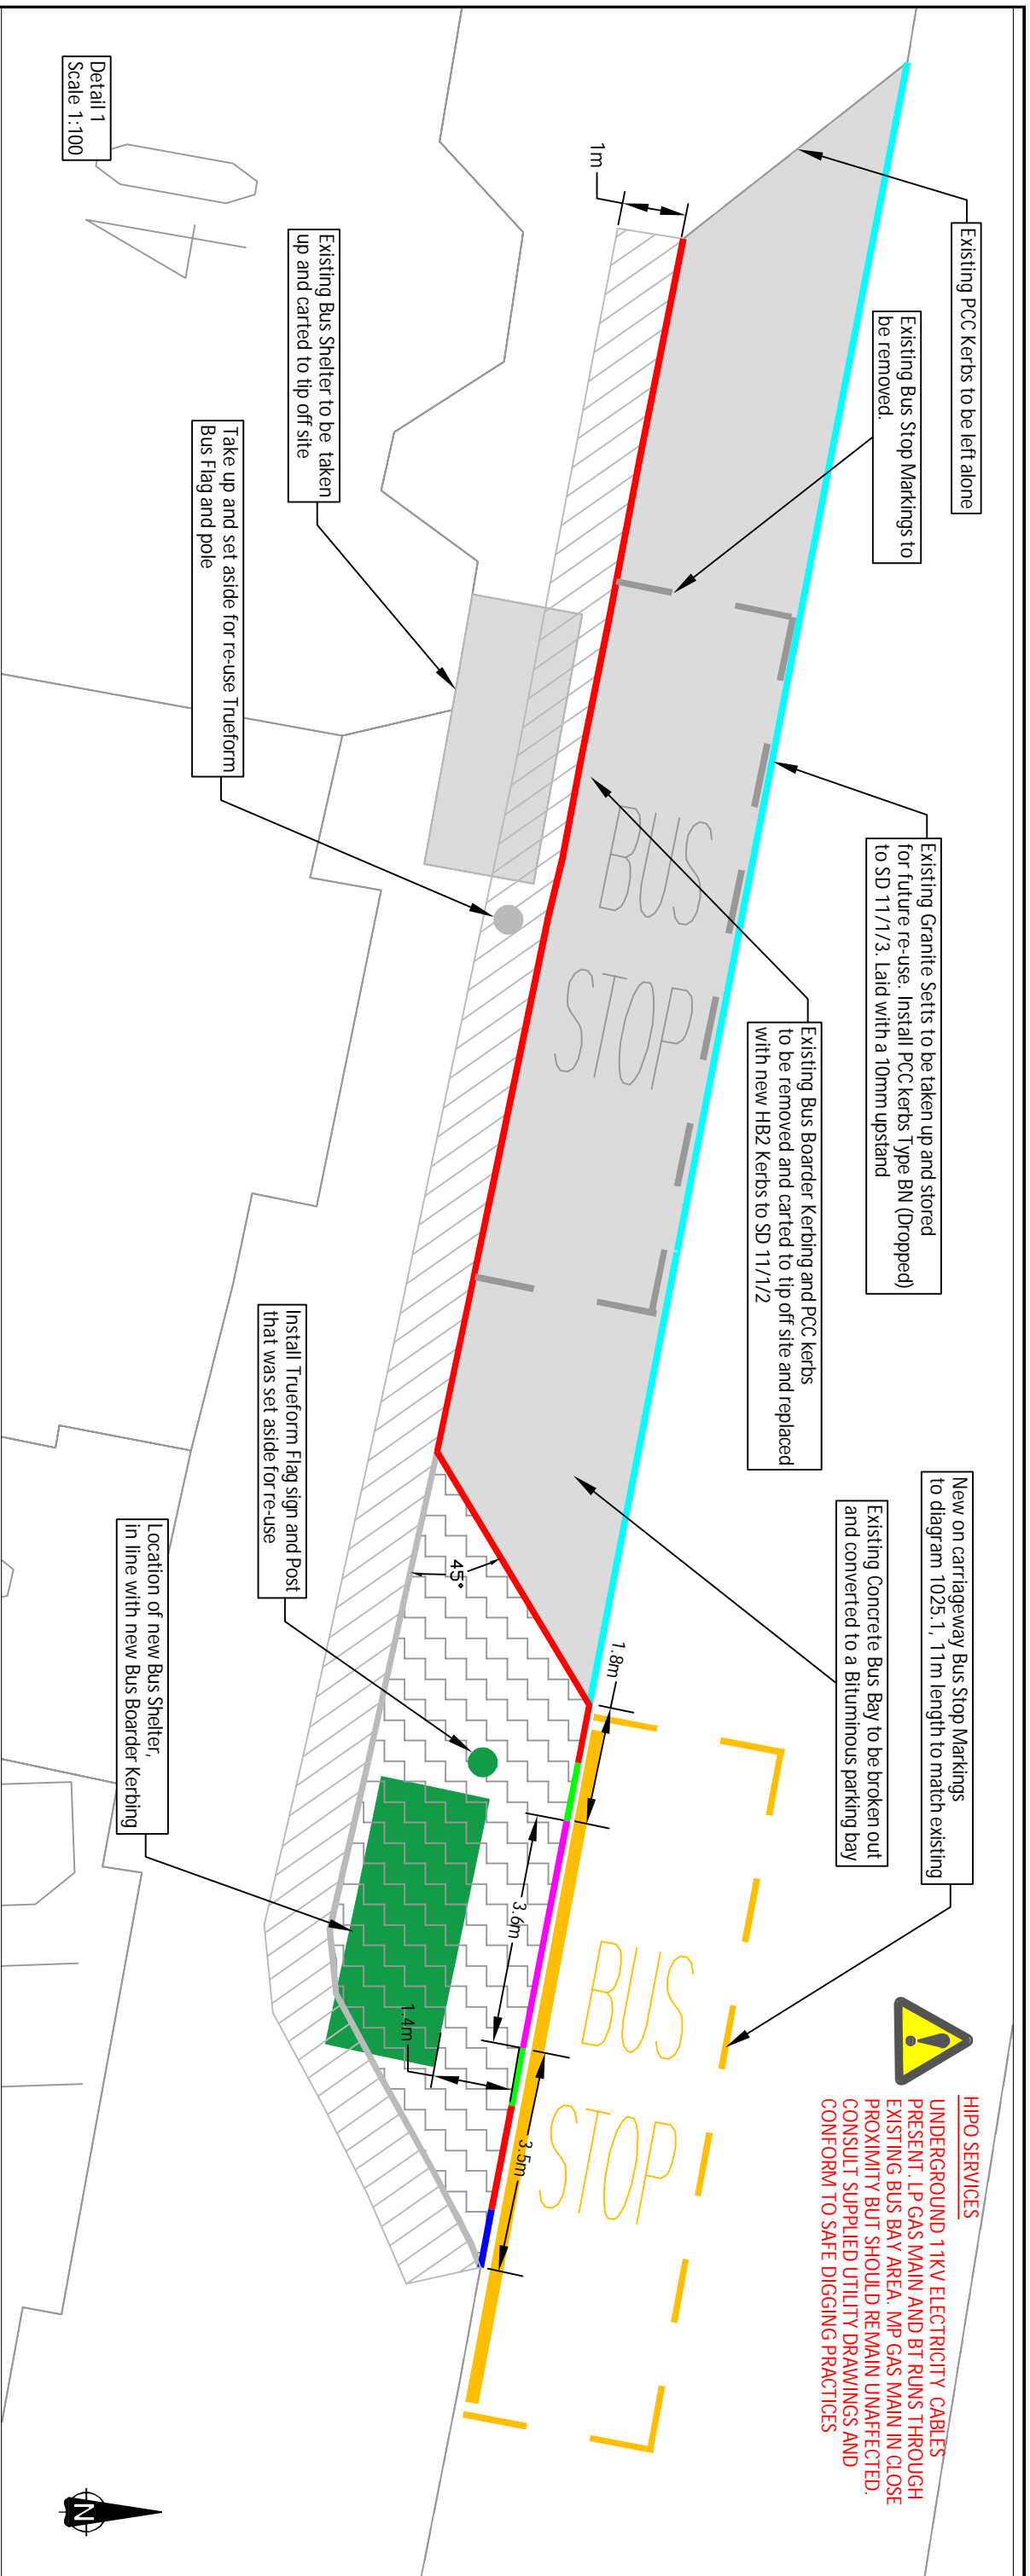 Existing PCC Kerbs to be left alone
Existing Bus Stop Markings to
be removed.
Existing Granite Setts to be taken up and stored
for future re-use. Install PCC kerbs Type BN (Dropped)
to SD 11/1/3. Laid with a 10mm upstand
Existing Bus Boarder Kerbing and PCC kerbs
to be removed and carted to tip off site and replaced
with new HB2 Kerbs to SD 11/1/2
New on carriageway Bus Stop Markings
to diagram 1025.1, 11m length to match existing
Existing Concrete Bus Bay to be broken out
and converted to a Bituminous parking bay
HIPO SERVICES
UNDERGROUND 11KV ELECTRICITY CABLES
PRESENT. LP GAS MAIN AND BT RUNS THROUGH
EXISTING BUS BAY AREA. MP GAS MAIN IN CLOSE
PROXIMITY BUT SHOULD REMAIN UNAFFECTED.
CONSULT SUPPLIED UTILITY DRAWINGS AND
CONFORM TO SAFE DIGGING PRACTICES
1m
BUS
STOP
45°
1.8m
3.6m
1.4m
3.5m
BUS
STOP
Existing Bus Shelter to be taken
up and carted to tip off site
Take up and set aside for re-use Trueform
Bus Flag and pole
Install Trueform Flag sign and Post
that was set aside for re-use
Location of new Bus Shelter,
in line with new Bus Boarder Kerbing
Detail 1
Scale 1:100
N